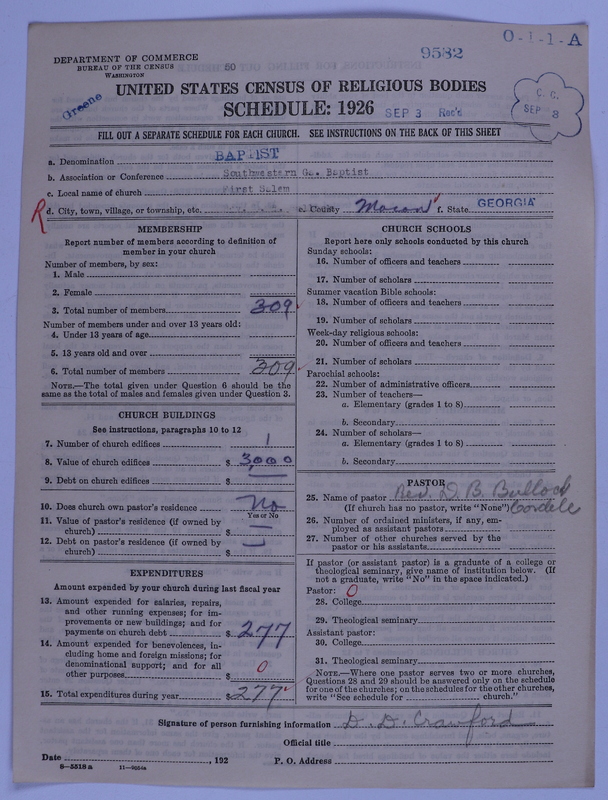 O-1-1-A
9582
DEPARTMENT OF COMMERCE
BUREAU OF THE CENSUS
WASHINGTON
50
UNITED STATES CENSUS OF RELIGIOUS BODIES
Greene
SCHEDULE: 1926
SEP 3 Rec'd
C. C.
SEP 8
FILL OUT A SEPARATE SCHEDULE FOR EACH CHURCH. SEE INSTRUCTIONS ON THE BACK OF THIS SHEET
a. Denomination BAPTIST
b. Association or Conference Southwestern Ga. Baptist
c. Local name of church First Salem
R d. City, town, village, or township, etc. e. County Macon f. State GEORGIA
MEMBERSHIP
Report number of members according to definition of
member in your church
Number of members, by sex:
1. Male
2. Female
3. Total number of members 309
Number of members under and over 13 years old:
4. Under 13 years of age
5. 13 years old and over
6. Total number of members 309
NOTE.—The total given under Question 6 should be the
same as the total of males and females given under Question 3.
CHURCH BUILDINGS
See instructions, paragraphs 10 to 12
7. Number of church edifices 1
8. Value of church edifices $ 3,000
9. Debt on church edifices $
10. Does church own pastor's residence No
Yes or No
11. Value of pastor's residence (if owned by
church) $
12. Debt on pastor's residence (if owned by
church) $
EXPENDITURES
Amount expended by your church during last fiscal year
13. Amount expended for salaries, repairs,
and other running expenses; for im-
provements or new buildings; and for
payments on church debt $ 277
14. Amount expended for benevolences, in-
cluding home and foreign missions; for
denominational support; and for all
other purposes $ 0
15. Total expenditures during year $ 277
CHURCH SCHOOLS
Report here only schools conducted by this church
Sunday schools:
16. Number of officers and teachers
17. Number of scholars
Summer vacation Bible schools:
18. Number of officers and teachers
19. Number of scholars
Week-day religious schools:
20. Number of officers and teachers
21. Number of scholars
Parochial schools:
22. Number of administrative officers
23. Number of teachers—
a. Elementary (grades 1 to 8)
b. Secondary
24. Number of scholars—
a. Elementary (grades 1 to 8)
b. Secondary
PASTOR
25. Name of pastor Rev. D. B. Bulloch
(If church has no pastor, write "None") Cordele
26. Number of ordained ministers, if any, em-
ployed as assistant pastors
27. Number of other churches served by the
pastor or his assistants
If pastor (or assistant pastor) is a graduate of a college or
theological seminary, give name of institution below. (If
not a graduate, write "No" in the space indicated.)
Pastor: 0
28. College
29. Theological seminary
Assistant pastor:
30. College
31. Theological seminary
NOTE.—Where one pastor serves two or more churches,
Questions 28 and 29 should be answered only on the schedule
for one of the churches; on the schedules for the other churches,
write "See schedule for church."
Signature of person furnishing information D. D. Crawford
Official title
Date , 192 P. O. Address
8—5518 a